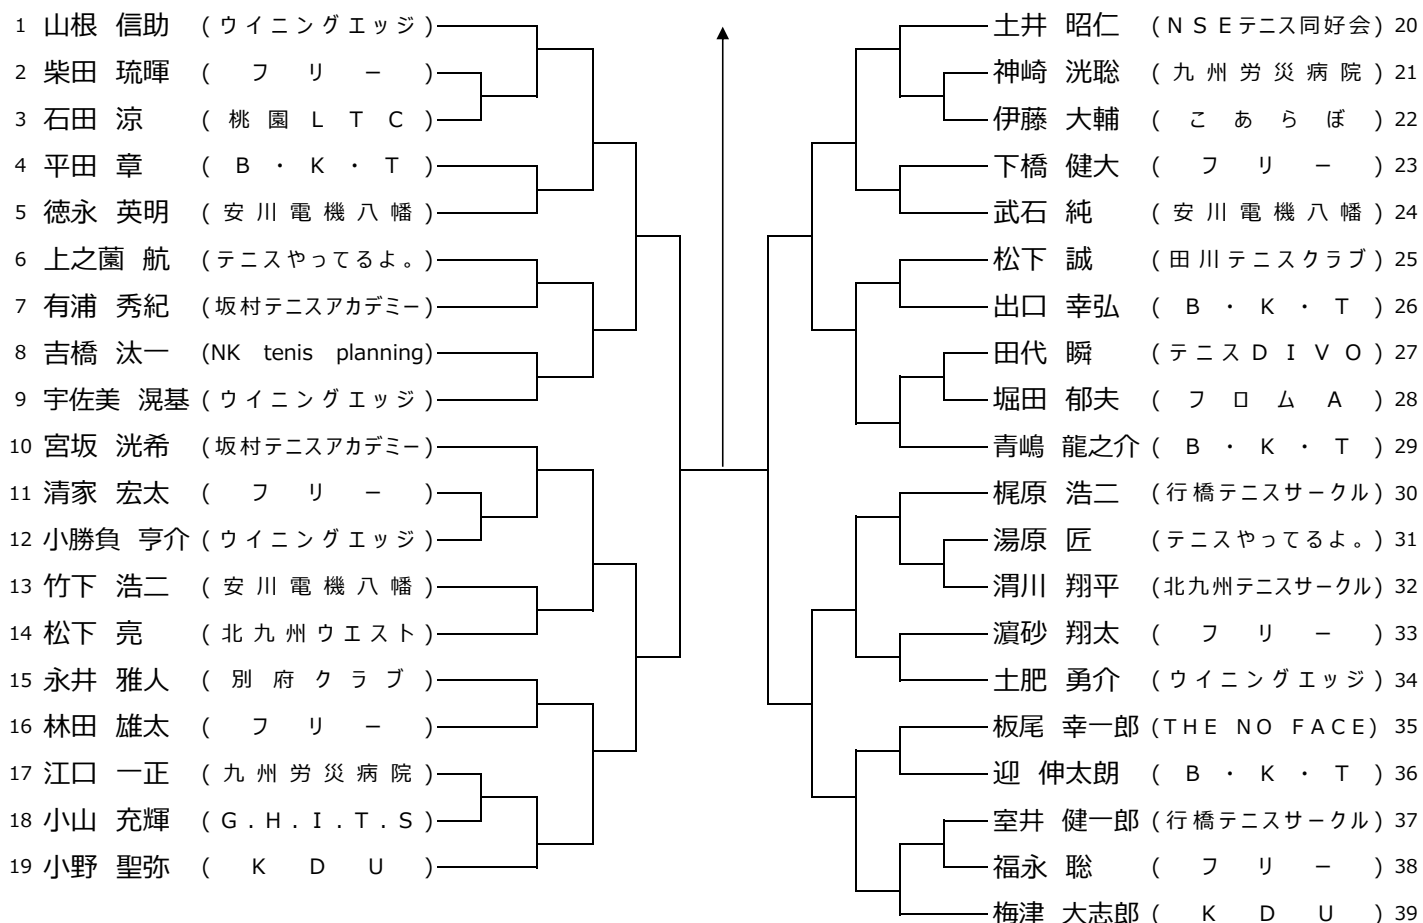 1 山根 信助 (ウイニングエッジ)
2 柴田 琉暉 (フリー)
3 石田 涼 (桃園LTC)
4 平田 章 (B・K・T)
5 徳永 英明 (安川電機八幡)
6 上之薗 航 (テニスやってるよ。)
7 有浦 秀紀 (坂村テニスアカデミー)
8 吉橋 汰一 (NK tenis planning)
9 宇佐美 滉基 (ウイニングエッジ)
10 宮坂 洸希 (坂村テニスアカデミー)
11 清家 宏太 (フリー)
12 小勝負 亨介 (ウイニングエッジ)
13 竹下 浩二 (安川電機八幡)
14 松下 亮 (北九州ウエスト)
15 永井 雅人 (別府クラブ)
16 林田 雄太 (フリー)
17 江口 一正 (九州労災病院)
18 小山 充輝 (G.H.I.T.S)
19 小野 聖弥 (KDU)
土井 昭仁 (NSEテニス同好会) 20
神崎 洸聡 (九州労災病院) 21
伊藤 大輔 (こあらぼ) 22
下橋 健大 (フリー) 23
武石 純 (安川電機八幡) 24
松下 誠 (田川テニスクラブ) 25
出口 幸弘 (B・K・T) 26
田代 瞬 (テニスDIVO) 27
堀田 郁夫 (フロムA) 28
青嶋 龍之介 (B・K・T) 29
梶原 浩二 (行橋テニスサークル) 30
湯原 匠 (テニスやってるよ。) 31
渭川 翔平 (北九州テニスサークル) 32
濵砂 翔太 (フリー) 33
土肥 勇介 (ウイニングエッジ) 34
板尾 幸一郎 (THE NO FACE) 35
迎 伸太朗 (B・K・T) 36
室井 健一郎 (行橋テニスサークル) 37
福永 聡 (フリー) 38
梅津 大志郎 (KDU) 39